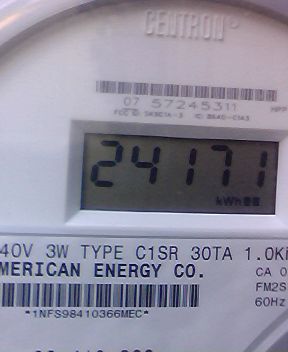 CENTRON®
07 57245311
24171
kWh
40V 3W TYPE C1SR 30TA 1.0K
MERICAN ENERGY CO.
CA 0
FM2S
60Hz
*1NFS98410366MEC*